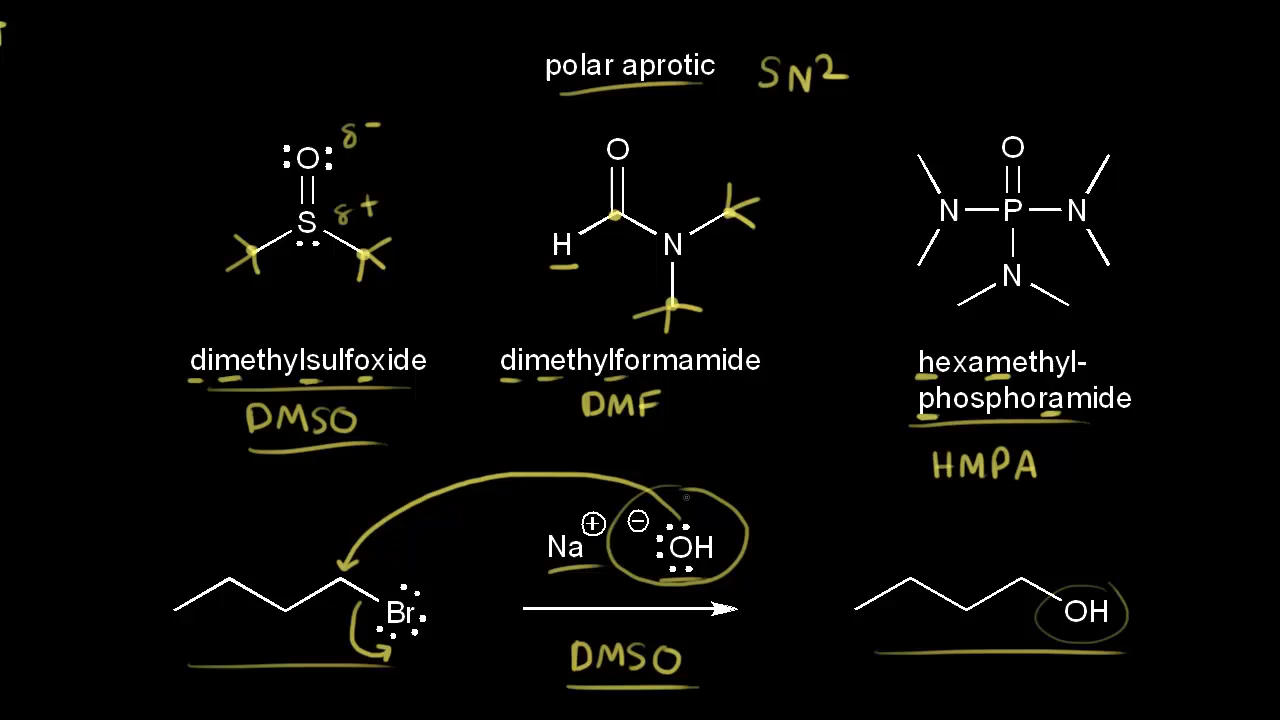 polar aprotic SN2
O δ-
S δ+
O
H N
O
N P N
N
dimethylsulfoxide
DMSO
dimethylformamide
DMF
hexamethyl-
phosphoramide
HMPA
Br
Na + − OH
DMSO
OH